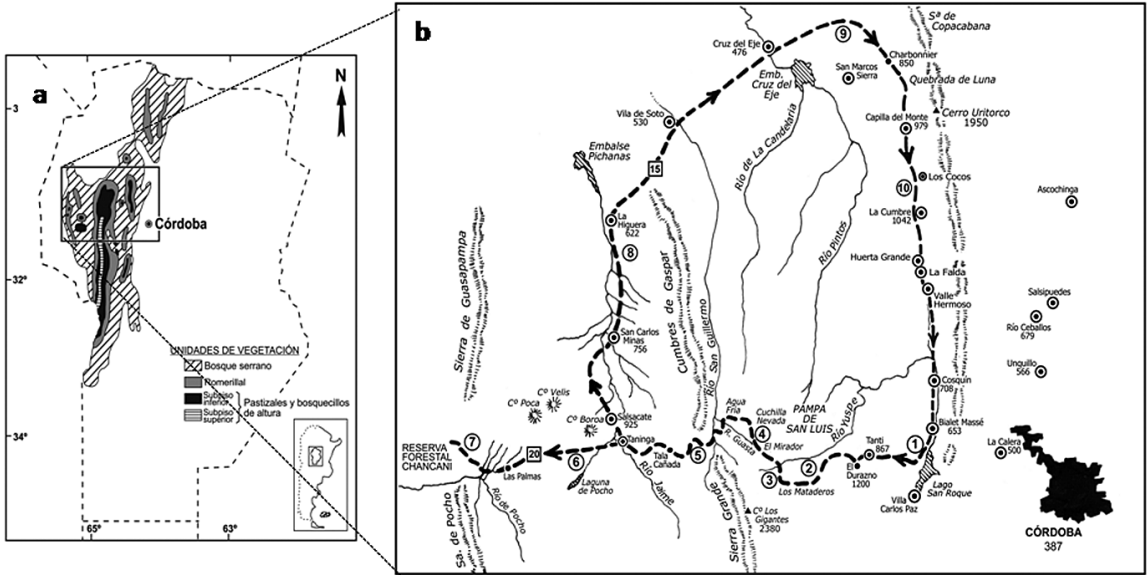 a
N
3
32°
34°
65°
63°
Córdoba
UNIDADES DE VEGETACIÓN
Bosque serrano
Romerillal
Subpiso
inferior
Subpiso
superior
Pastizales y bosquecillos
de altura
b
Cruz del Eje
476
9
Sª de
Copacabana
Charbonnier
850
San Marcos
Sierra
Emb.
Cruz del
Eje
Quebrada de Luna
Cerro Uritorco
1950
Capilla del Monte
979
Vila de Soto
530
Embalse
Pichanas
15
Río de La Candelaria
10
Los Cocos
Ascochinga
La Cumbre
1042
La
Higuera
622
8
Río Pintos
Huerta Grande
La Falda
Valle
Hermoso
Salsipuedes
Río Ceballos
679
Sierra de Guasapampa
Cumbres de Gaspar
Río San Guillermo
San Carlos
Minas
756
Unquillo
566
Cosquín
708
Cº Velis
Cº Poca
Cº Boroa
Salsacate
925
Agua
Fría
Cuchilla
Nevada
4
El Mirador
R. Guasta
PAMPA
DE
SAN LUIS
Río Yuspe
Bialet Massé
653
1
La Calera
500
RESERVA
FORESTAL
CHANCANI
7
20
6
Taninga
Tala
Cañada
5
Tanti
867
El
Durazno
1200
2
3
Los Mataderos
Las Palmas
Laguna
de Pocho
Río Jaime
Río de Pocho
Sa. de Pocho
Sierra Grande
Cº Los
Gigantes
2380
Lago
San Roque
Villa
Carlos Paz
CÓRDOBA
387